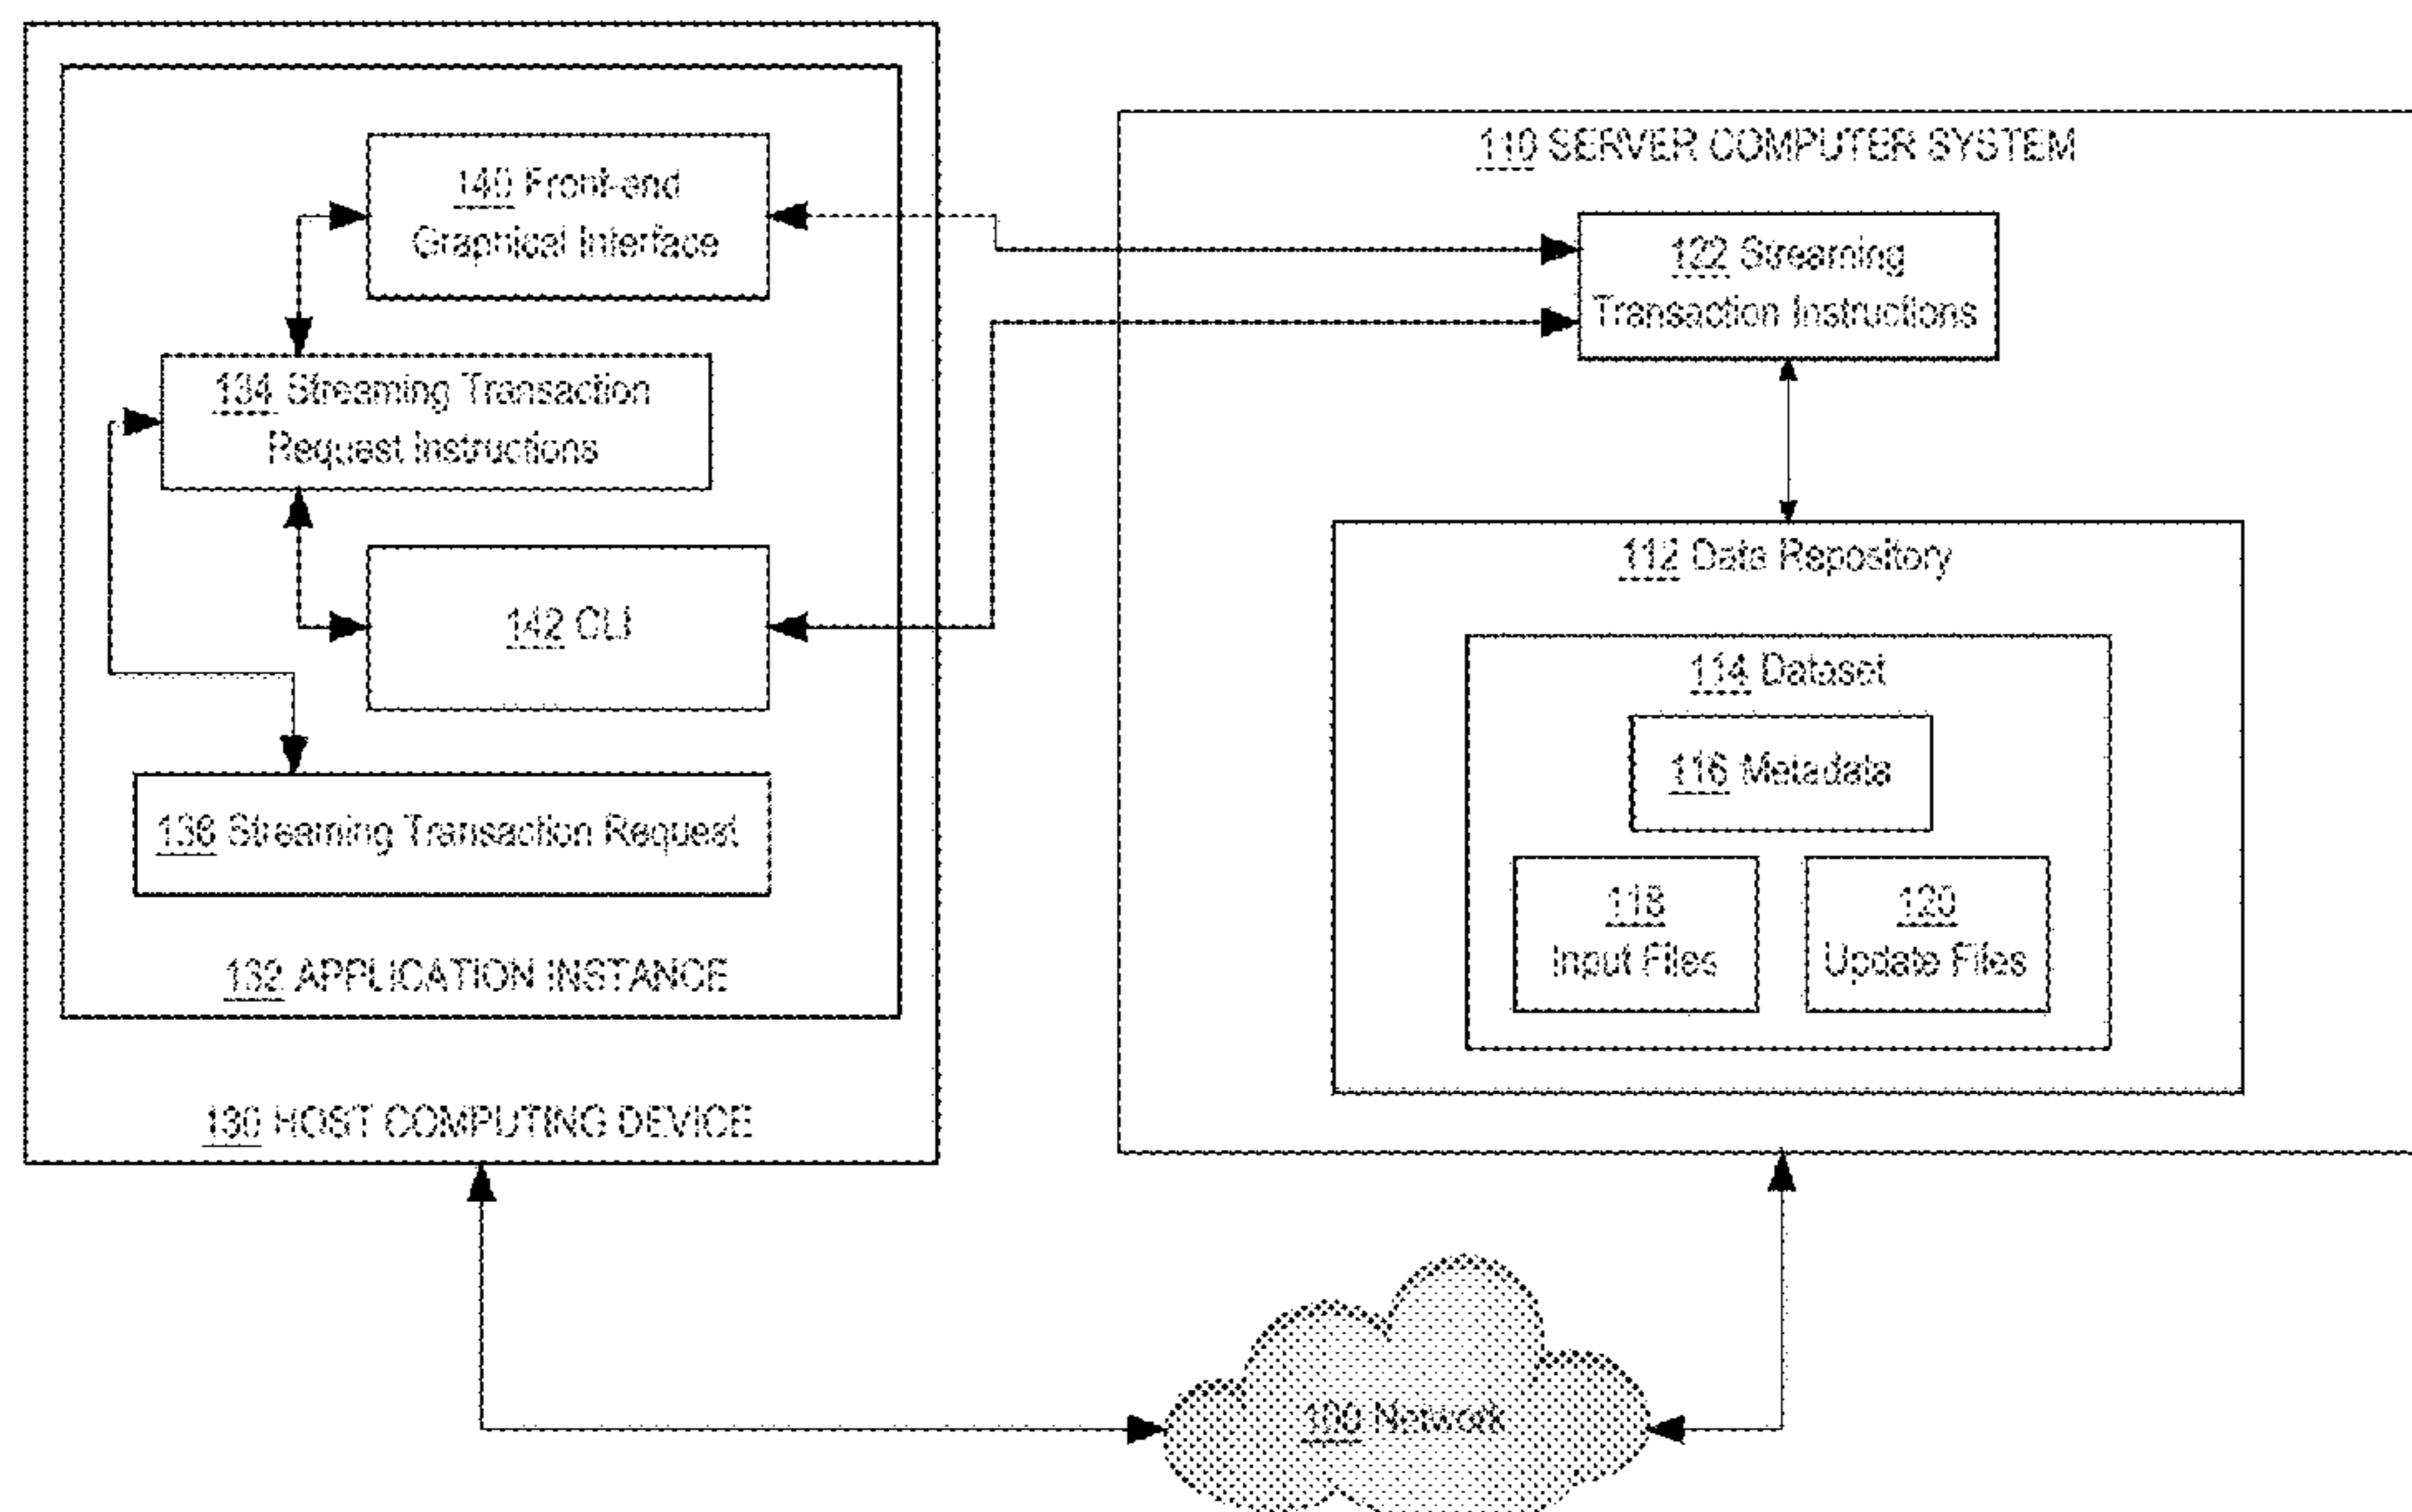 140 Front-end
Graphical Interface
134 Streaming Transaction
Request Instructions
142 CLI
136 Streaming Transaction Request
132 APPLICATION INSTANCE
130 HOST COMPUTING DEVICE
110 SERVER COMPUTER SYSTEM
122 Streaming
Transaction Instructions
112 Data Repository
114 Dataset
116 Metadata
118
Input Files
120
Update Files
100 Network